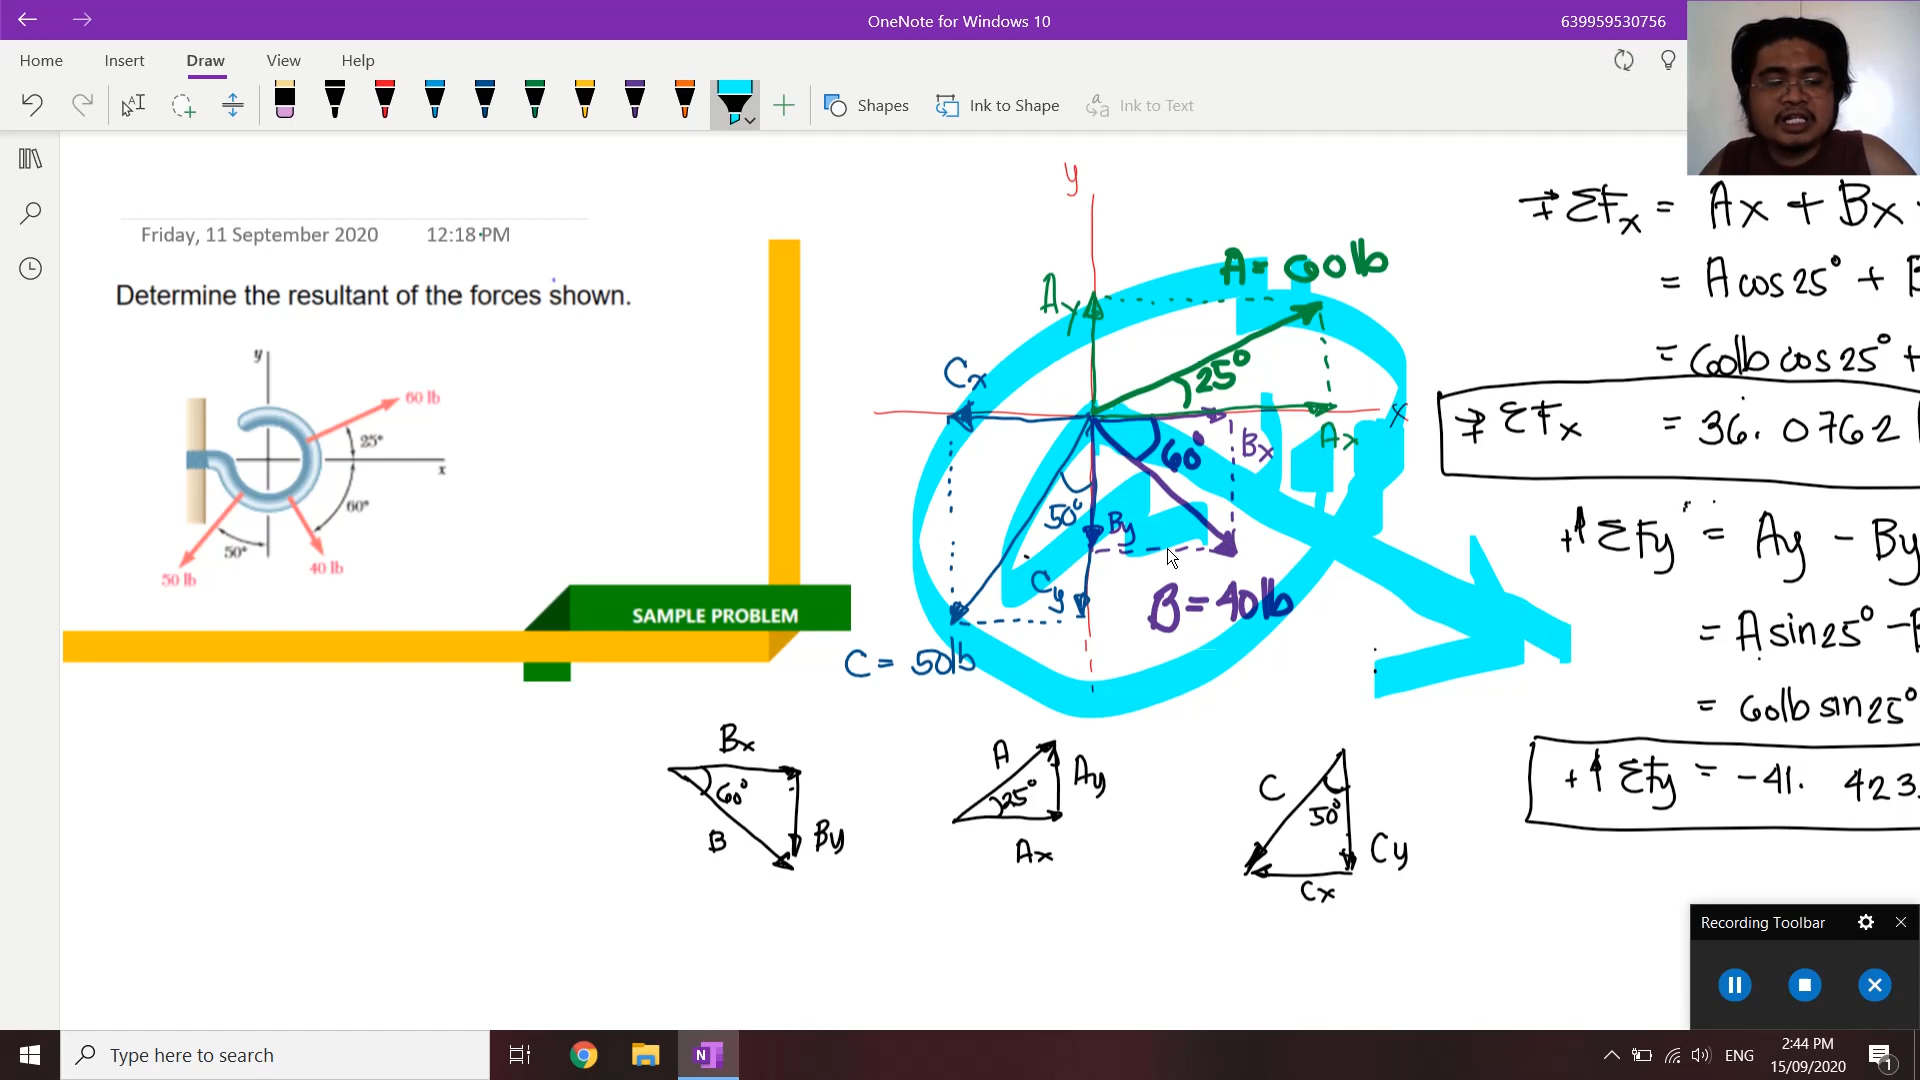 OneNote for Windows 10
639959530756
Home Insert Draw View Help
Shapes Ink to Shape Ink to Text
Friday, 11 September 2020 12:18 PM
Determine the resultant of the forces shown.
y
60 lb
25°
x
60°
50°
40 lb
50 lb
SAMPLE PROBLEM
y
A = 60lb
Ay
25°
Cx
x
Ax
Bx
60°
50°
By
Cy
B = 40lb
C = 50lb
Bx
60°
B
By
A
25°
Ay
Ax
C
50°
Cy
Cx
ΣFx = Ax + Bx
= A cos 25° +
= 60lb cos 25° +
ΣFx = 36.0762
+↑ ΣFy = Ay - By
= A sin 25° -
= 60lb sin 25°
+↑ ΣFy = -41. 423
Recording Toolbar
Type here to search
ENG
2:44 PM
15/09/2020
1